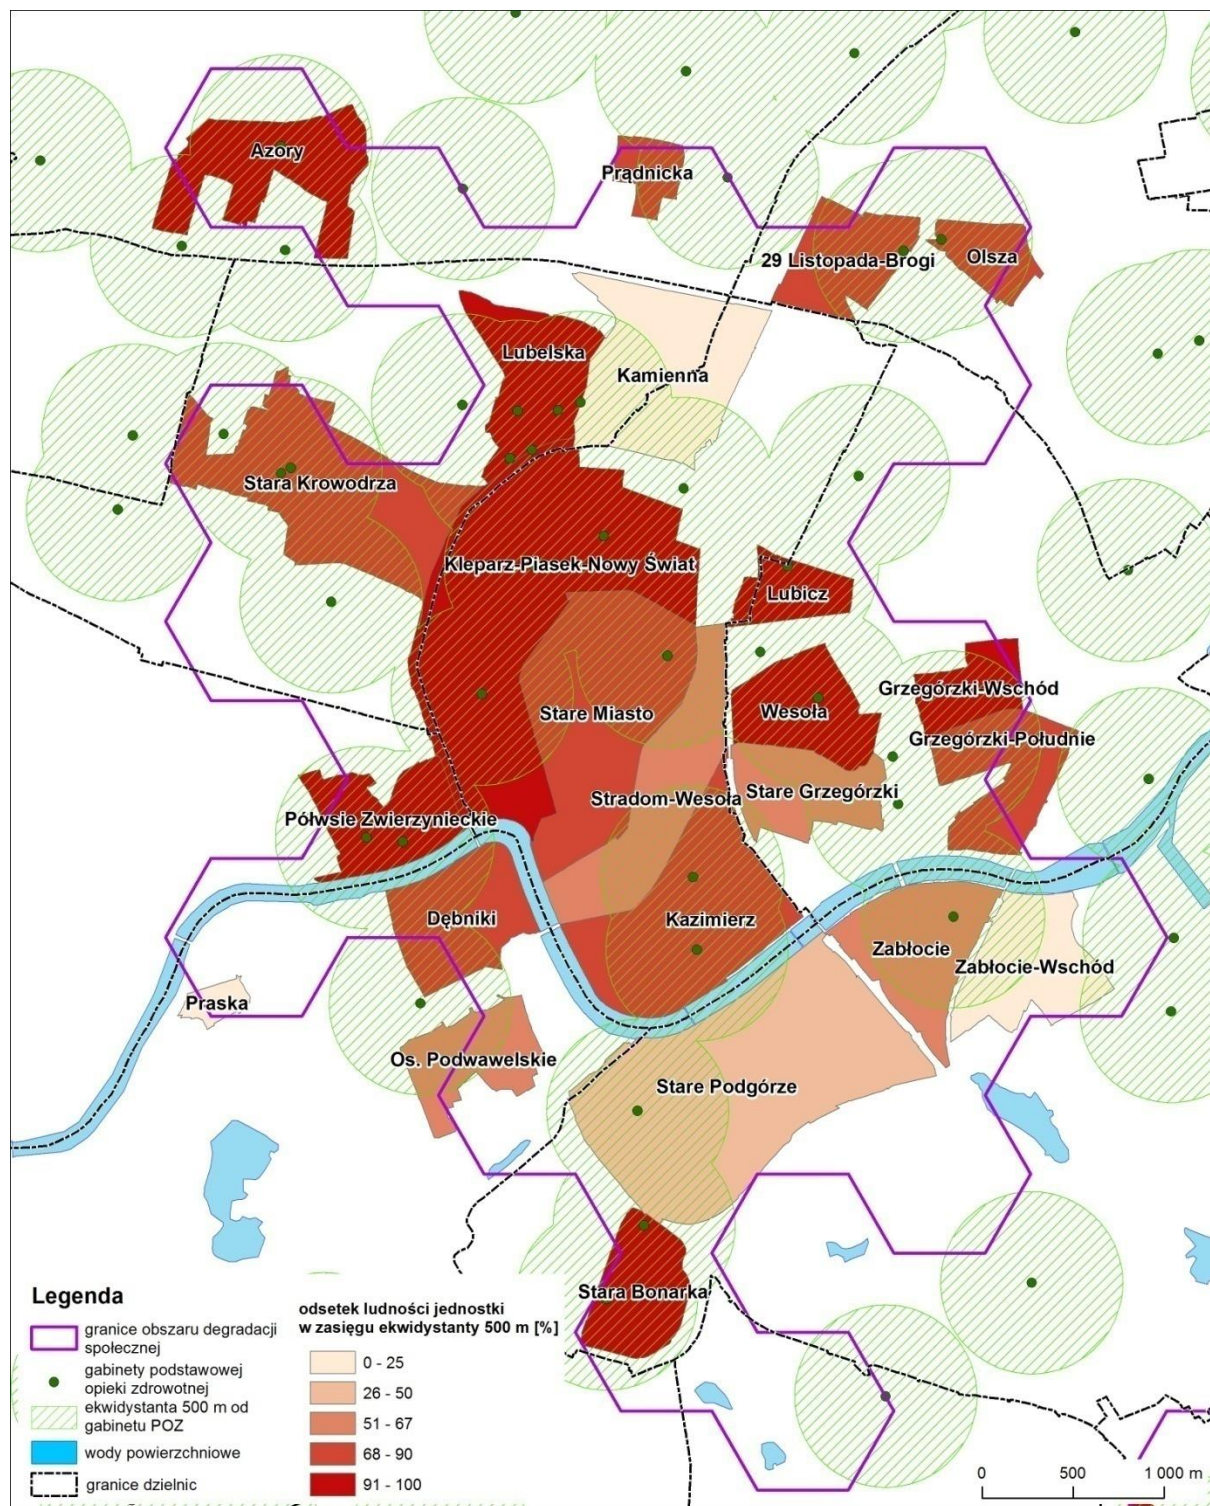 Azory
Prądnicka
29 Listopada-Brogi
Olsza
Lubelska
Kamienna
Stara Krowodrza
Kleparz-Piasek-Nowy Świat
Lubicz
Grzegórzki-Wschód
Stare Miasto
Wesoła
Grzegórzki-Południe
Stradom-Wesoła
Stare Grzegórzki
Półwsie Zwierzynieckie
Dębniki
Kazimierz
Zabłocie
Zabłocie-Wschód
Praska
Os. Podwawelskie
Stare Podgórze
Stara Bonarka
Legenda
granice obszaru degradacji
społecznej
gabinety podstawowej
opieki zdrowotnej
ekwidystanta 500 m od
gabinetu POZ
wody powierzchniowe
granice dzielnic
odsetek ludności jednostki
w zasięgu ekwidystanty 500 m [%]
0 - 25
26 - 50
51 - 67
68 - 90
91 - 100
0 500 1 000 m